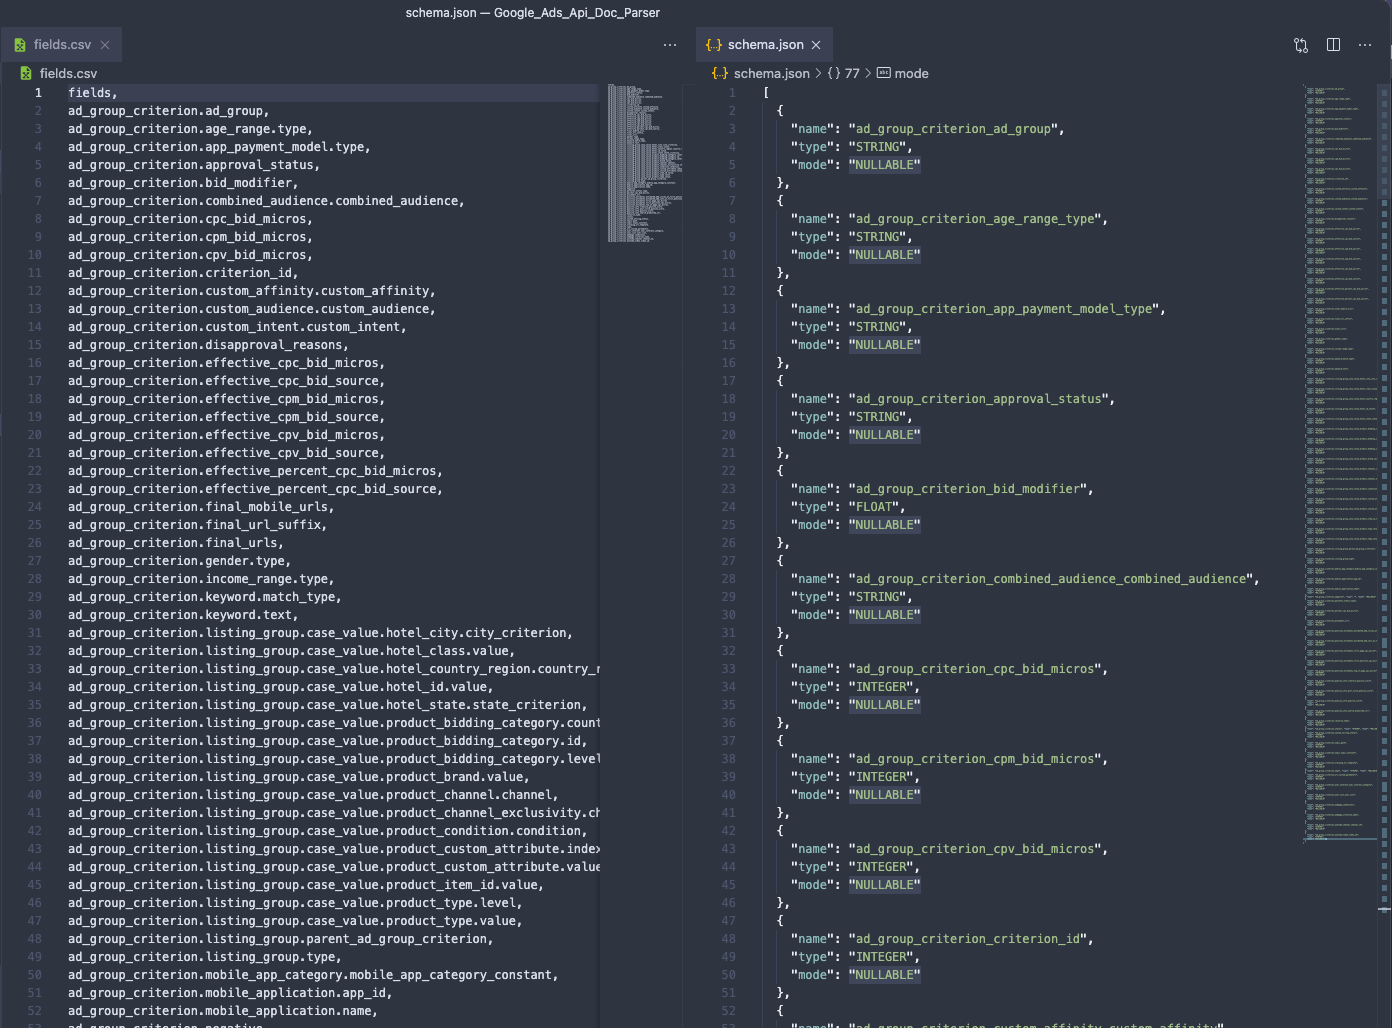 schema.json — Google_Ads_Api_Doc_Parser
fields.csv
schema.json
fields.csv
schema.json > {} 77 > abc mode
1 fields,
2 ad_group_criterion.ad_group,
3 ad_group_criterion.age_range.type,
4 ad_group_criterion.app_payment_model.type,
5 ad_group_criterion.approval_status,
6 ad_group_criterion.bid_modifier,
7 ad_group_criterion.combined_audience.combined_audience,
8 ad_group_criterion.cpc_bid_micros,
9 ad_group_criterion.cpm_bid_micros,
10 ad_group_criterion.cpv_bid_micros,
11 ad_group_criterion.criterion_id,
12 ad_group_criterion.custom_affinity.custom_affinity,
13 ad_group_criterion.custom_audience.custom_audience,
14 ad_group_criterion.custom_intent.custom_intent,
15 ad_group_criterion.disapproval_reasons,
16 ad_group_criterion.effective_cpc_bid_micros,
17 ad_group_criterion.effective_cpc_bid_source,
18 ad_group_criterion.effective_cpm_bid_micros,
19 ad_group_criterion.effective_cpm_bid_source,
20 ad_group_criterion.effective_cpv_bid_micros,
21 ad_group_criterion.effective_cpv_bid_source,
22 ad_group_criterion.effective_percent_cpc_bid_micros,
23 ad_group_criterion.effective_percent_cpc_bid_source,
24 ad_group_criterion.final_mobile_urls,
25 ad_group_criterion.final_url_suffix,
26 ad_group_criterion.final_urls,
27 ad_group_criterion.gender.type,
28 ad_group_criterion.income_range.type,
29 ad_group_criterion.keyword.match_type,
30 ad_group_criterion.keyword.text,
31 ad_group_criterion.listing_group.case_value.hotel_city.city_criterion,
32 ad_group_criterion.listing_group.case_value.hotel_class.value,
33 ad_group_criterion.listing_group.case_value.hotel_country_region.country_r
34 ad_group_criterion.listing_group.case_value.hotel_id.value,
35 ad_group_criterion.listing_group.case_value.hotel_state.state_criterion,
36 ad_group_criterion.listing_group.case_value.product_bidding_category.count
37 ad_group_criterion.listing_group.case_value.product_bidding_category.id,
38 ad_group_criterion.listing_group.case_value.product_bidding_category.level
39 ad_group_criterion.listing_group.case_value.product_brand.value,
40 ad_group_criterion.listing_group.case_value.product_channel.channel,
41 ad_group_criterion.listing_group.case_value.product_channel_exclusivity.ch
42 ad_group_criterion.listing_group.case_value.product_condition.condition,
43 ad_group_criterion.listing_group.case_value.product_custom_attribute.index
44 ad_group_criterion.listing_group.case_value.product_custom_attribute.value
45 ad_group_criterion.listing_group.case_value.product_item_id.value,
46 ad_group_criterion.listing_group.case_value.product_type.level,
47 ad_group_criterion.listing_group.case_value.product_type.value,
48 ad_group_criterion.listing_group.parent_ad_group_criterion,
49 ad_group_criterion.listing_group.type,
50 ad_group_criterion.mobile_app_category.mobile_app_category_constant,
51 ad_group_criterion.mobile_application.app_id,
52 ad_group_criterion.mobile_application.name,
53 ad_group_criterion.negative
1 [
2 {
3 "name": "ad_group_criterion_ad_group",
4 "type": "STRING",
5 "mode": "NULLABLE"
6 },
7 {
8 "name": "ad_group_criterion_age_range_type",
9 "type": "STRING",
10 "mode": "NULLABLE"
11 },
12 {
13 "name": "ad_group_criterion_app_payment_model_type",
14 "type": "STRING",
15 "mode": "NULLABLE"
16 },
17 {
18 "name": "ad_group_criterion_approval_status",
19 "type": "STRING",
20 "mode": "NULLABLE"
21 },
22 {
23 "name": "ad_group_criterion_bid_modifier",
24 "type": "FLOAT",
25 "mode": "NULLABLE"
26 },
27 {
28 "name": "ad_group_criterion_combined_audience_combined_audience",
29 "type": "STRING",
30 "mode": "NULLABLE"
31 },
32 {
33 "name": "ad_group_criterion_cpc_bid_micros",
34 "type": "INTEGER",
35 "mode": "NULLABLE"
36 },
37 {
38 "name": "ad_group_criterion_cpm_bid_micros",
39 "type": "INTEGER",
40 "mode": "NULLABLE"
41 },
42 {
43 "name": "ad_group_criterion_cpv_bid_micros",
44 "type": "INTEGER",
45 "mode": "NULLABLE"
46 },
47 {
48 "name": "ad_group_criterion_criterion_id",
49 "type": "INTEGER",
50 "mode": "NULLABLE"
51 },
52 {
53 "name": "ad_group_criterion_custom_affinity_custom_affinity"